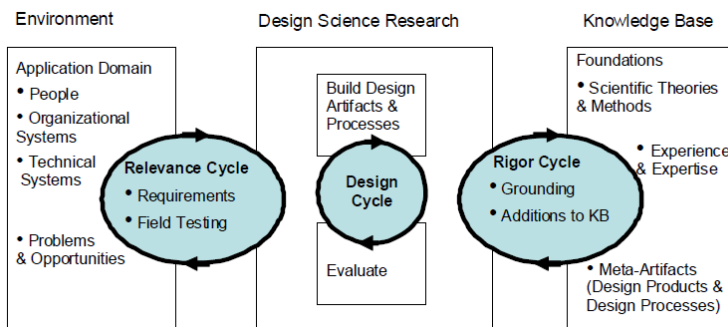 Environment
Design Science Research
Knowledge Base
Application Domain
• People
• Organizational
Systems
• Technical
Systems
• Problems
& Opportunities
Relevance Cycle
• Requirements
• Field Testing
Build Design
Artifacts &
Processes
Design
Cycle
Evaluate
Rigor Cycle
• Grounding
• Additions to KB
Foundations
• Scientific Theories
& Methods
• Experience
& Expertise
• Meta-Artifacts
(Design Products &
Design Processes)